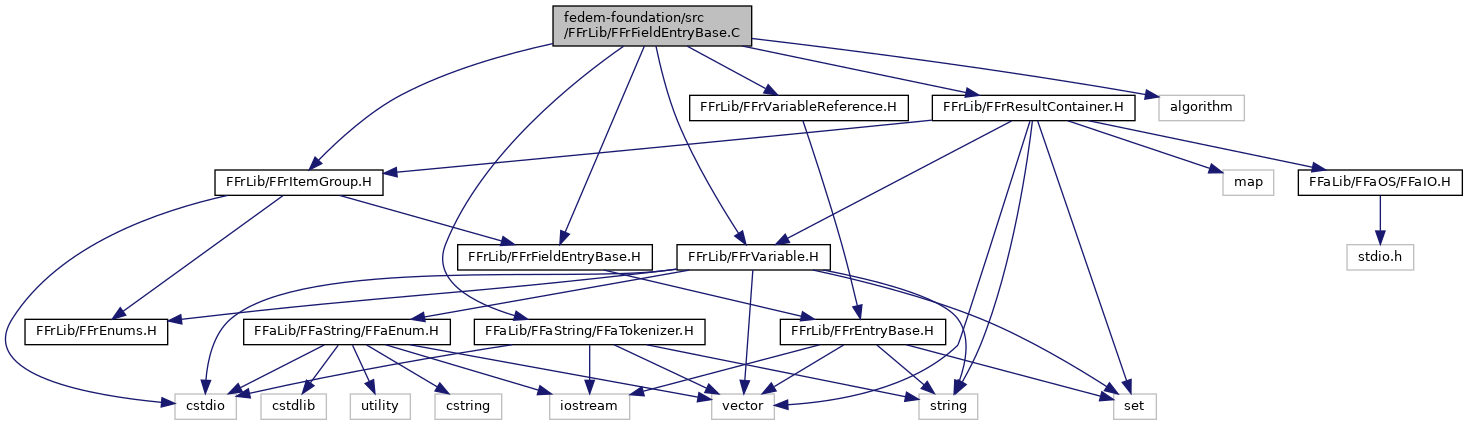 fedem-foundation/src
/FFrLib/FFrFieldEntryBase.C
FFrLib/FFrVariableReference.H
FFrLib/FFrResultContainer.H
algorithm
FFrLib/FFrItemGroup.H
map
FFaLib/FFaOS/FFaIO.H
FFrLib/FFrFieldEntryBase.H
FFrLib/FFrVariable.H
stdio.h
FFrLib/FFrEnums.H
FFaLib/FFaString/FFaEnum.H
FFaLib/FFaString/FFaTokenizer.H
FFrLib/FFrEntryBase.H
cstdio
cstdlib
utility
cstring
iostream
vector
string
set